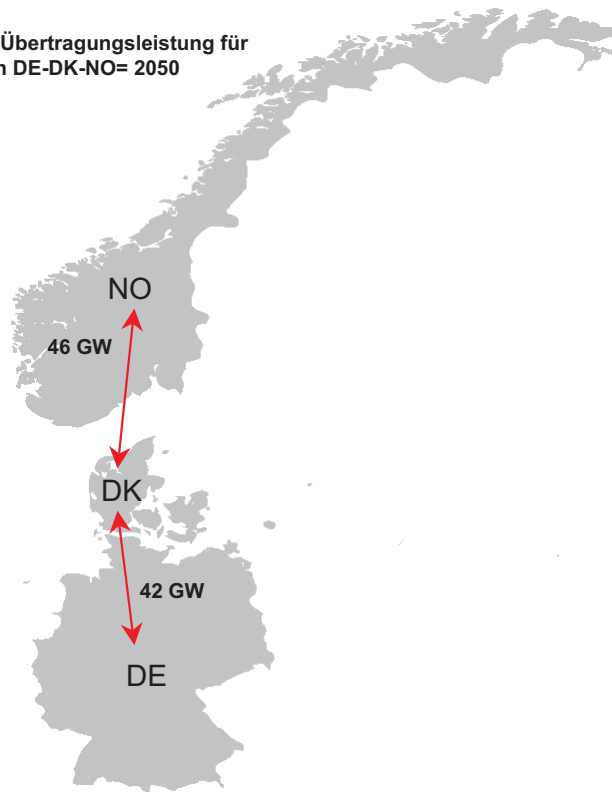 Übertragungsleistung für
DE-DK-NO= 2050
NO
46 GW
DK
42 GW
DE